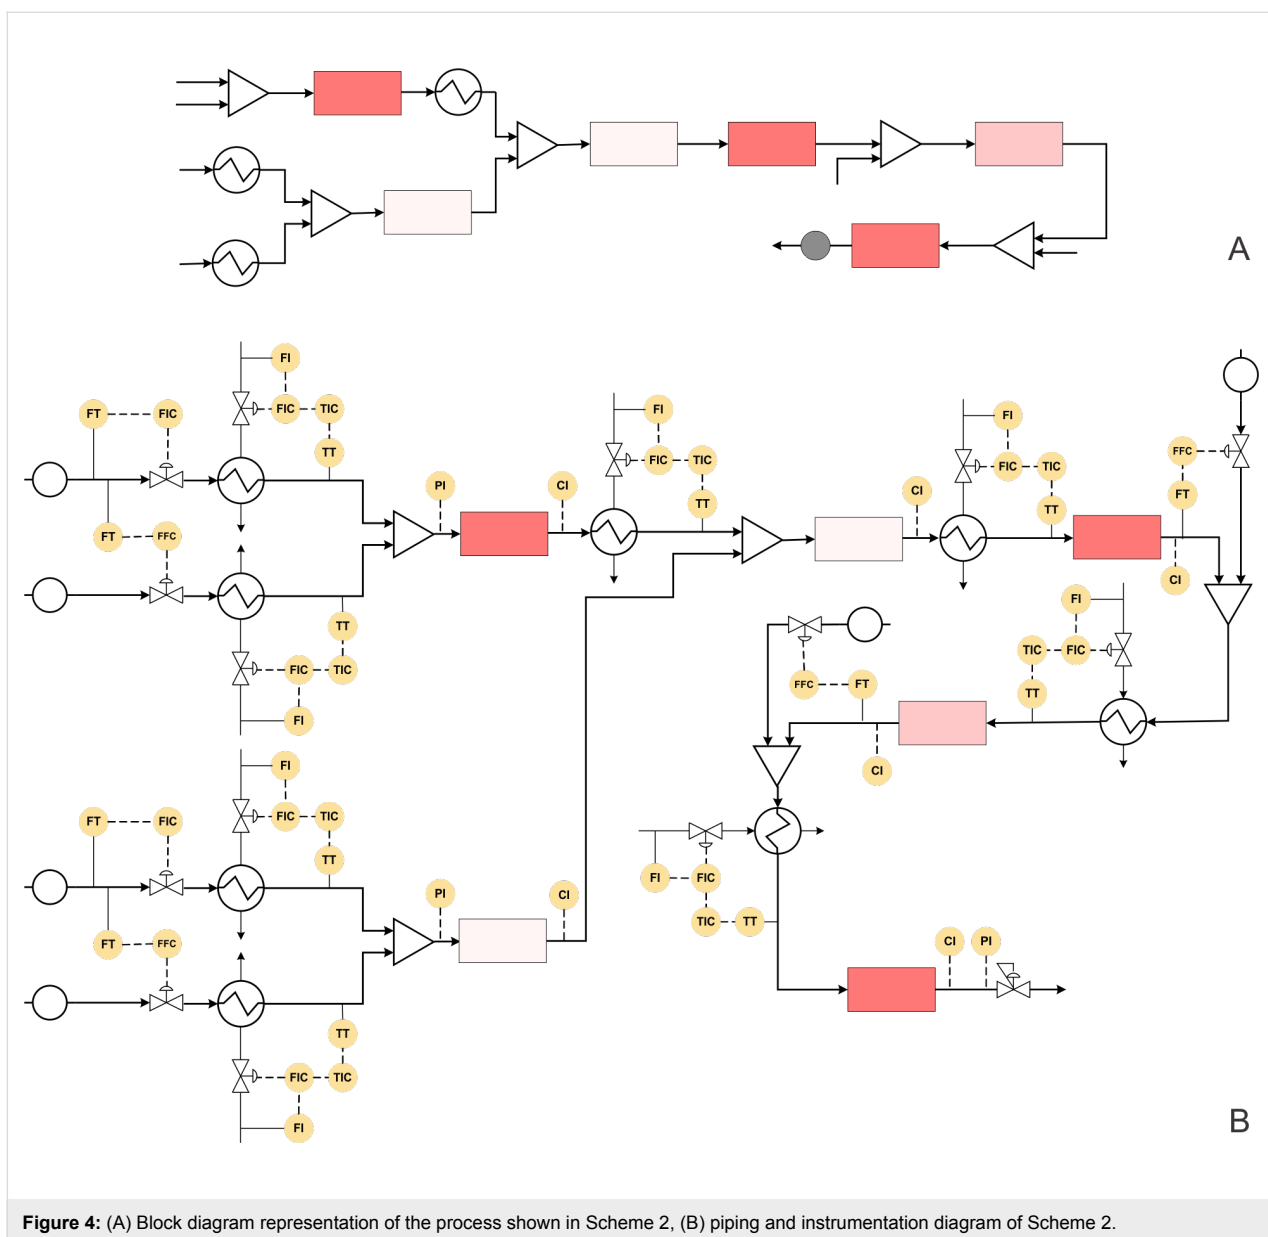 A
FI
FT
FIC
FIC
TIC
TT
FT
FFC
TT
FIC
TIC
FI
PI
CI
FI
FIC
TIC
TT
CI
FI
FIC
TIC
TT
FFC
FT
CI
FI
TIC
FIC
TT
FFC
FT
CI
FI
FIC
TIC
TT
CI
PI
FI
FT
FIC
FIC
TIC
TT
FT
FFC
PI
CI
TT
FIC
TIC
FI
B
Figure 4: (A) Block diagram representation of the process shown in Scheme 2, (B) piping and instrumentation diagram of Scheme 2.